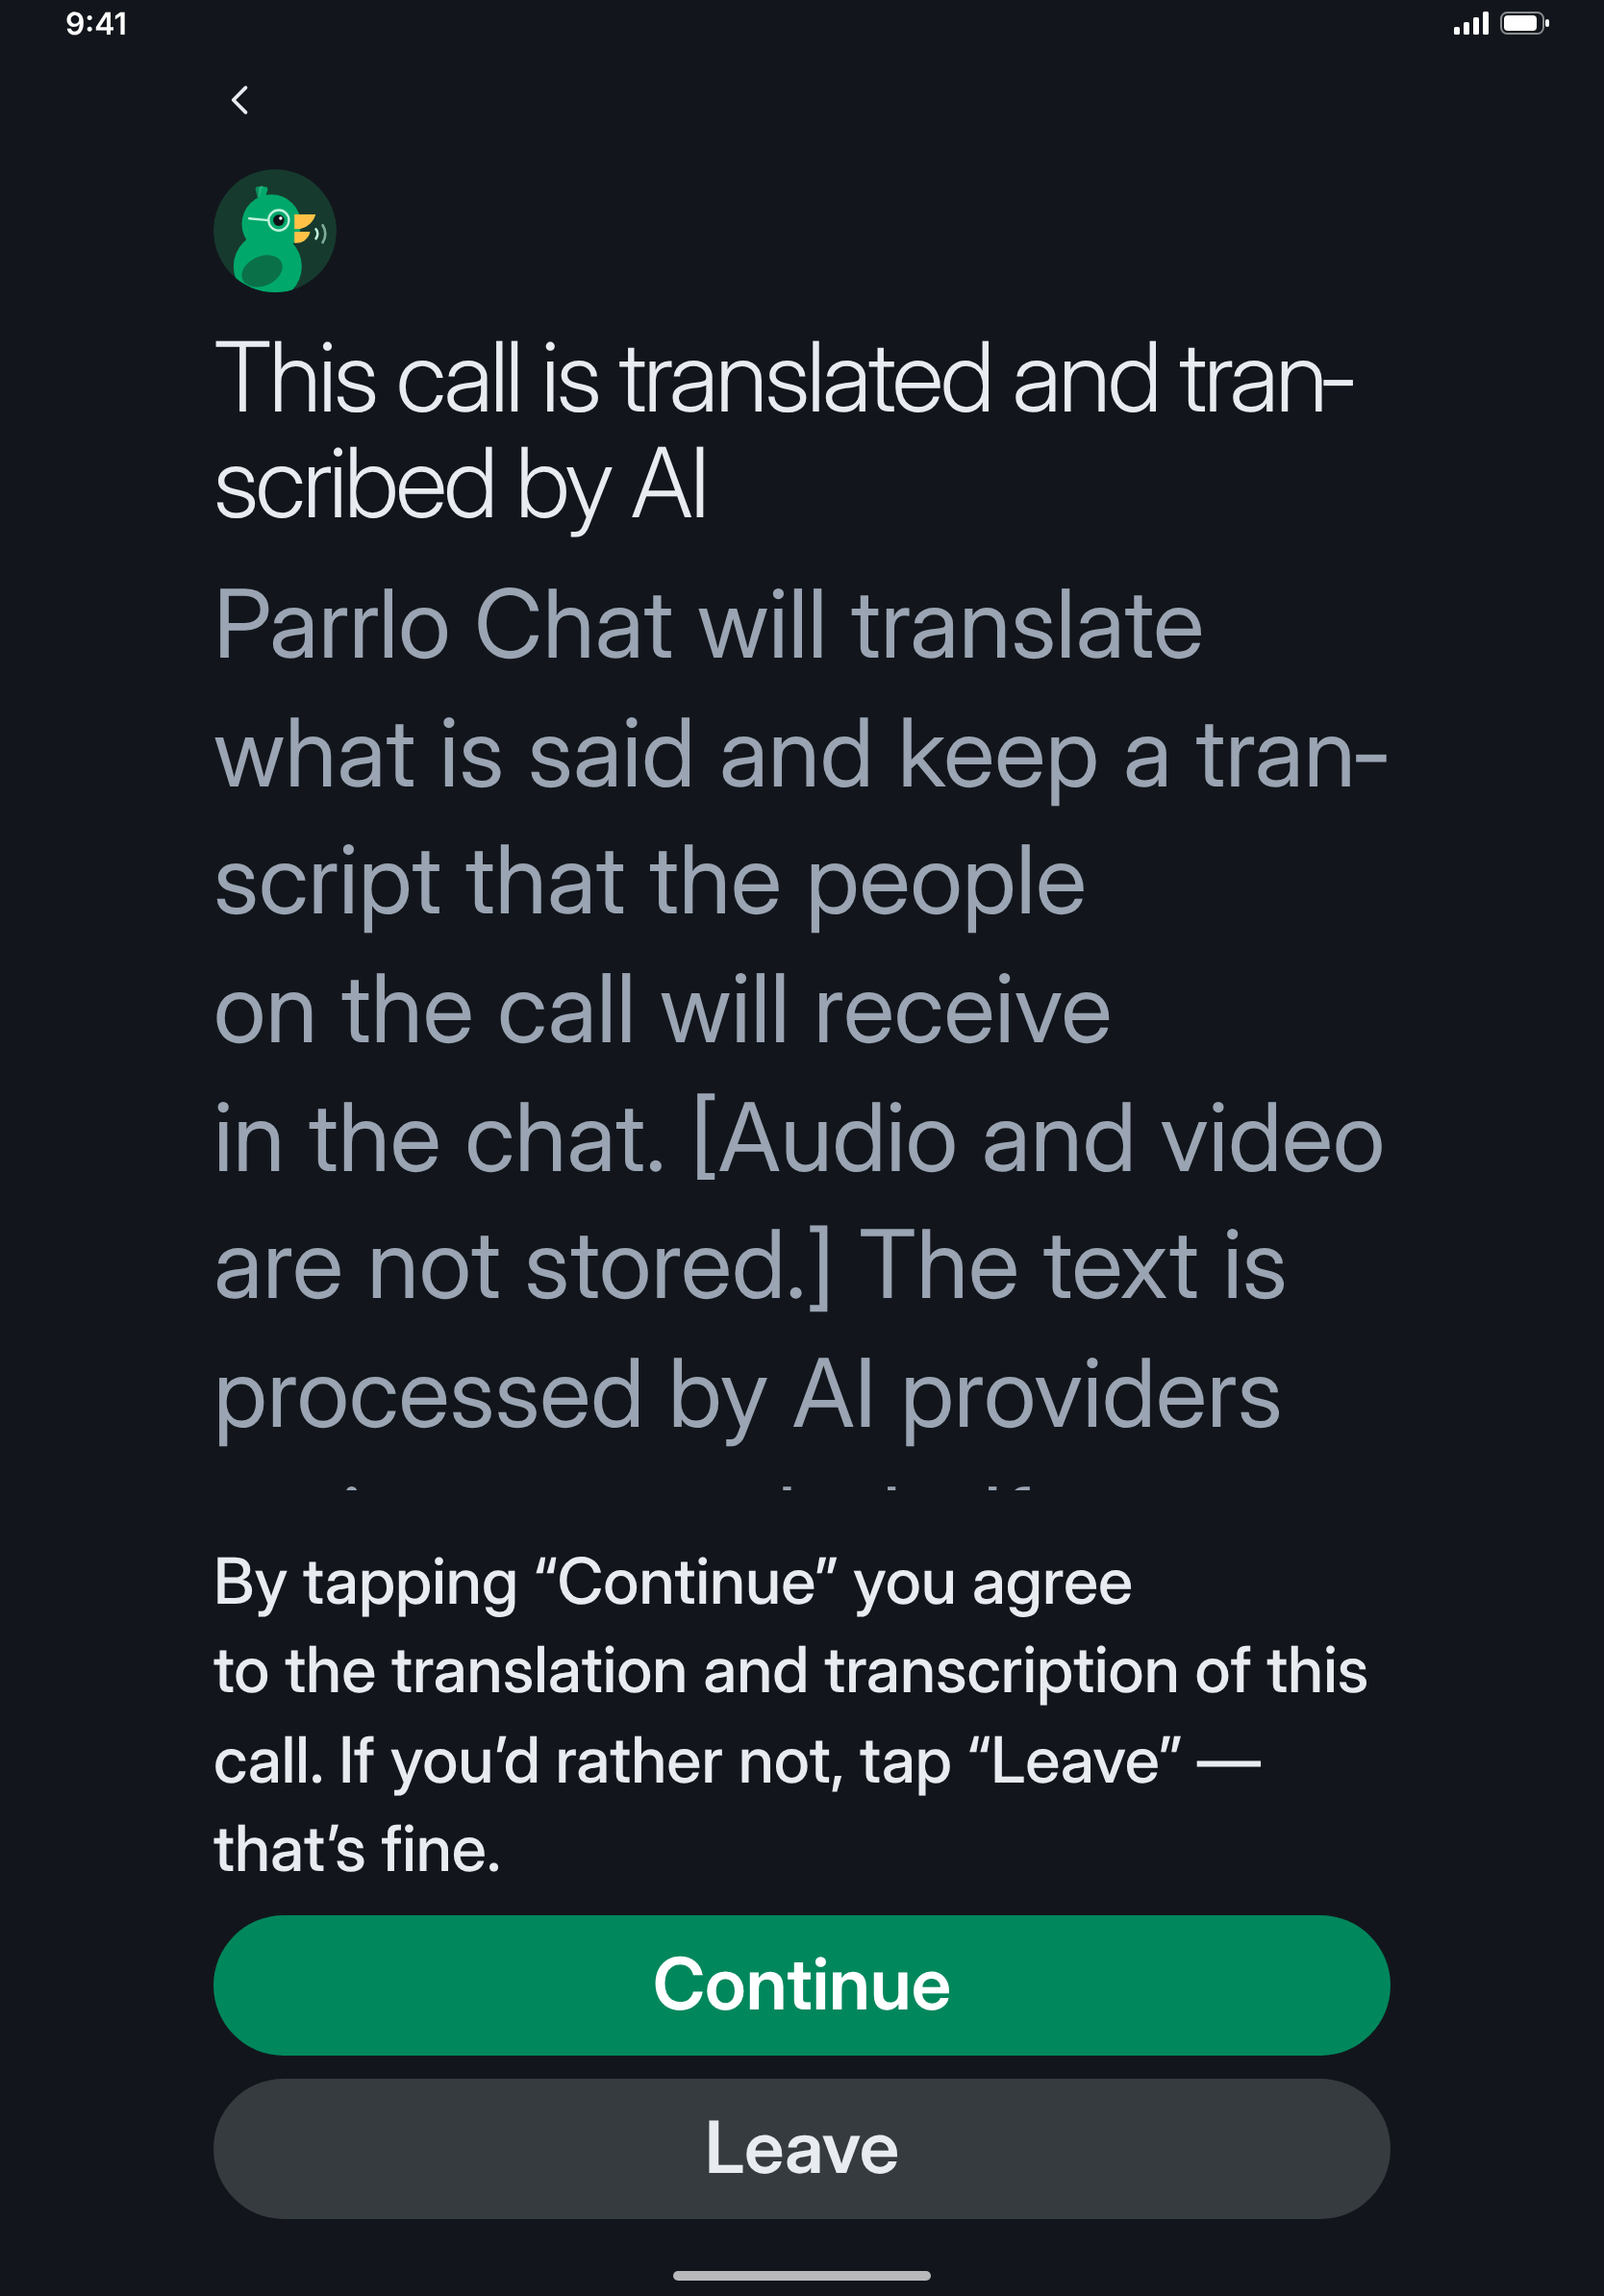 9:41
This call is translated and tran-
scribed by AI
Parrlo Chat will translate
what is said and keep a tran-
script that the people
on the call will receive
in the chat. [Audio and video
are not stored.] The text is
processed by AI providers
By tapping “Continue” you agree
to the translation and transcription of this
call. If you’d rather not, tap “Leave” —
that’s fine.
Continue
Leave